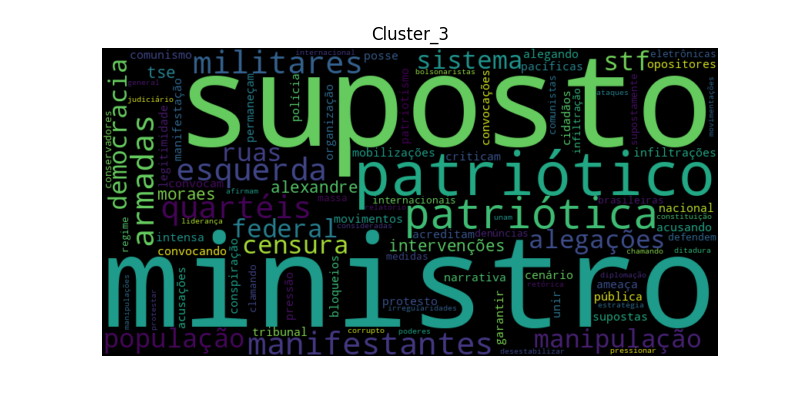 Cluster_3
comunismo
internacional
alegando
eletrônicas
militares
posse
sistema
stf
tse
bolsonaristas
pacíficas
opositores
general
judiciário
suposto
ministro
democracia
conservadores
armadas
legitimidade
manifestação
permaneçam
polícia
organização
patriotismo
convocações
comunistas
cidadãos
infiltração
ataques
supostamente
movimentações
ruas
mobilizações
criticam
infiltrações
esquerda
patriótico
convocam
afirmam
alexandre
massa
internacionais
brasileiras
moraes
quartéis
relatório
patriótica
unam
nacional
liderança
movimentos
consideradas
denúncias
constituição
regime
intensa
federal
acreditam
alegações
acusando
defendem
convocando
censura
intervenções
chamando
ditadura
manipulações
protestar
acusações
conspiração
clamando
pressão
bloqueios
medidas
narrativa
cenário
diplomação
ameaça
retórica
protesto
irregularidades
garantir
unir
pública
estratégia
supostas
tribunal
corrupto
poderes
população
manifestantes
manipulação
desestabilizar
pressionar